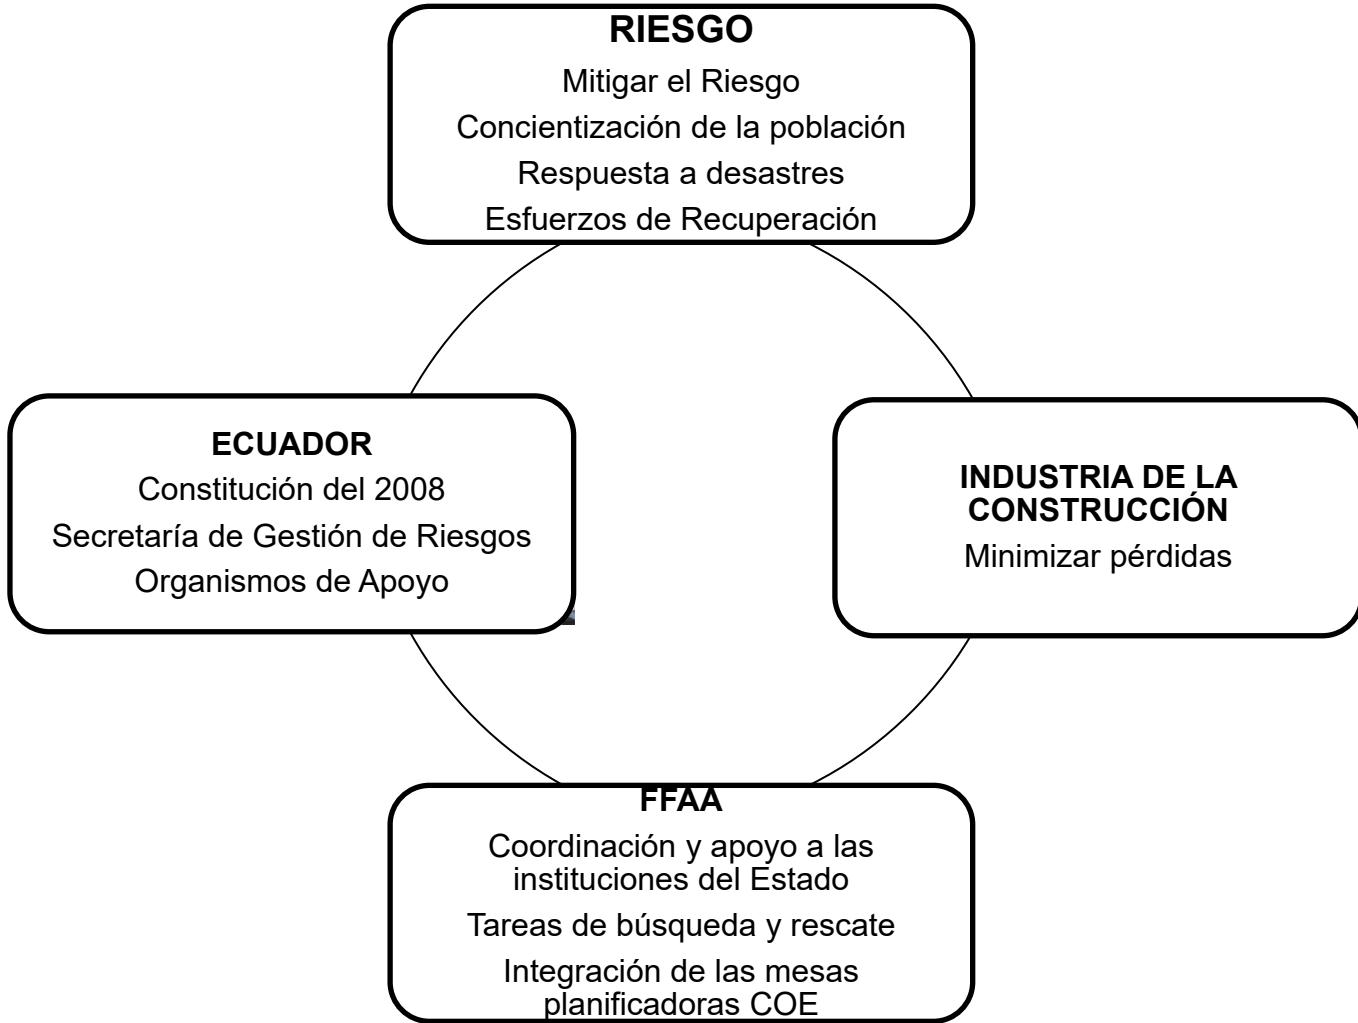 RIESGO
Mitigar el Riesgo
Concientización de la población
Respuesta a desastres
Esfuerzos de Recuperación
ECUADOR
Constitución del 2008
Secretaría de Gestión de Riesgos
Organismos de Apoyo
INDUSTRIA DE LA
CONSTRUCCIÓN
Minimizar pérdidas
FFAA
Coordinación y apoyo a las
instituciones del Estado
Tareas de búsqueda y rescate
Integración de las mesas
planificadoras COE